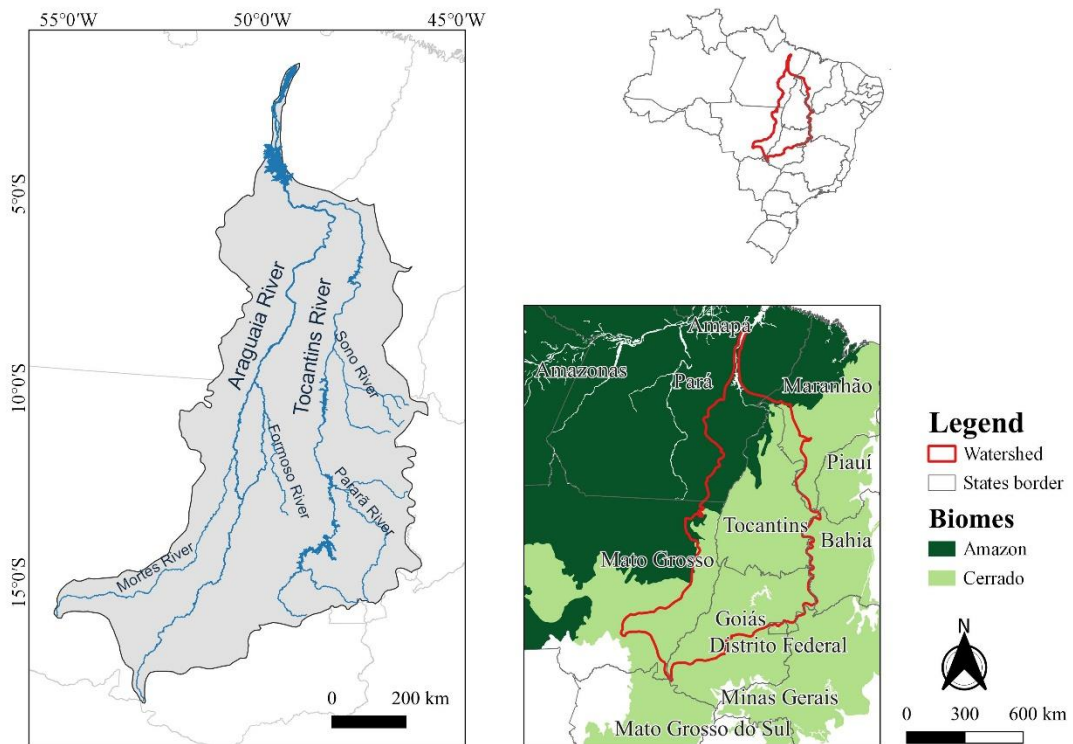 55°0'W 50°0'W 45°0'W
5°0'S
10°0'S
15°0'S
Araguaia River
Tocantins River
Sono River
Formoso River
Paranã River
Mortes River
0 200 km
Amapá
Amazonas
Pará
Maranhão
Piauí
Tocantins
Bahia
Mato Grosso
Goiás
Distrito Federal
Minas Gerais
Mato Grosso do Sul
Legend
Watershed
States border
Biomes
Amazon
Cerrado
N
0 300 600 km